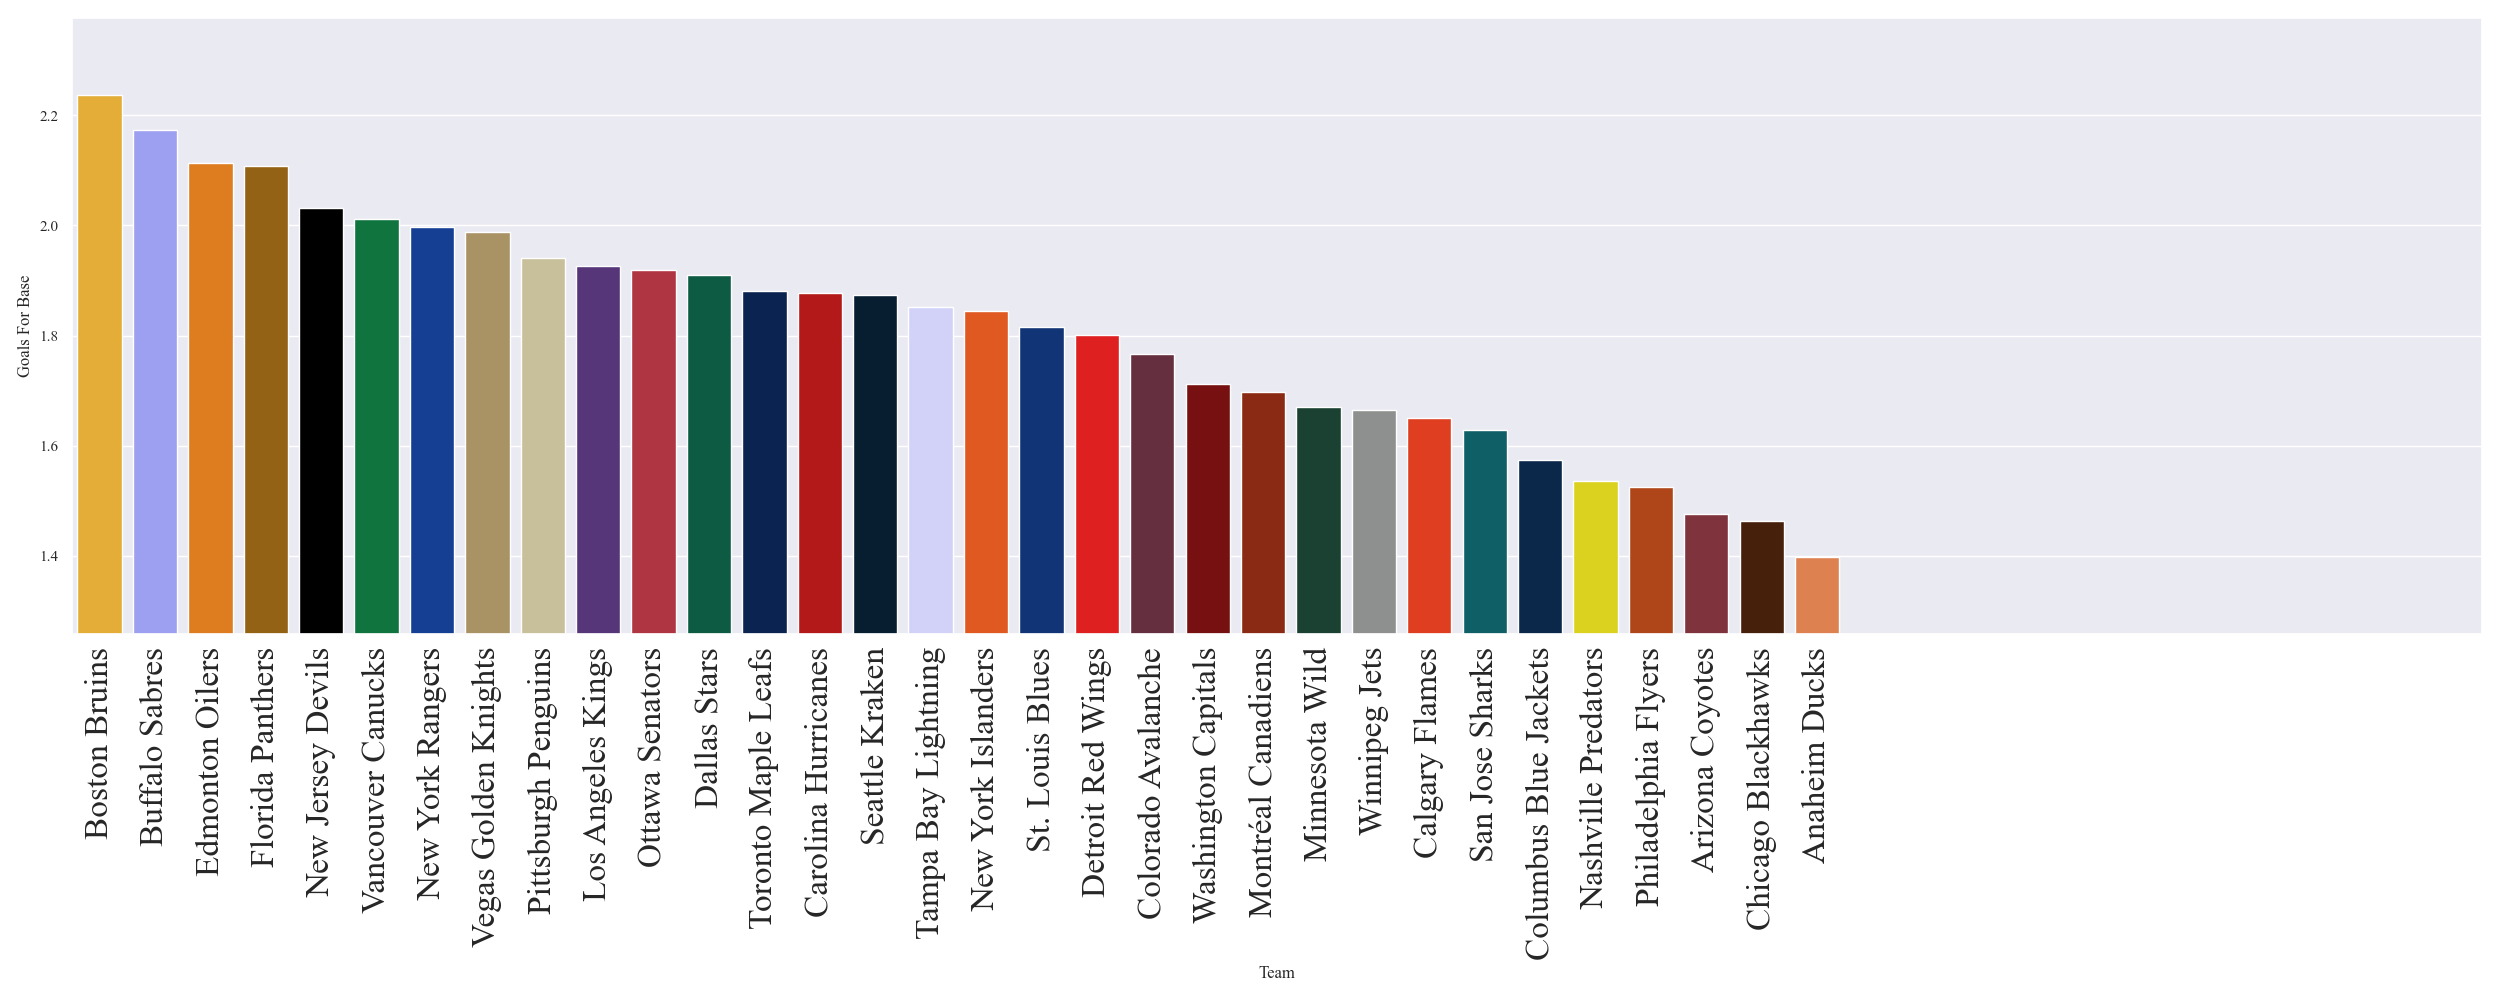 Goals For Base
2.2
2.0
1.8
1.6
1.4
Boston Bruins
Buffalo Sabres
Edmonton Oilers
Florida Panthers
New Jersey Devils
Vancouver Canucks
New York Rangers
Vegas Golden Knights
Pittsburgh Penguins
Los Angeles Kings
Ottawa Senators
Dallas Stars
Toronto Maple Leafs
Carolina Hurricanes
Seattle Kraken
Tampa Bay Lightning
New York Islanders
St. Louis Blues
Detroit Red Wings
Colorado Avalanche
Washington Capitals
Montréal Canadiens
Minnesota Wild
Winnipeg Jets
Calgary Flames
San Jose Sharks
Columbus Blue Jackets
Nashville Predators
Philadelphia Flyers
Arizona Coyotes
Chicago Blackhawks
Anaheim Ducks
Team